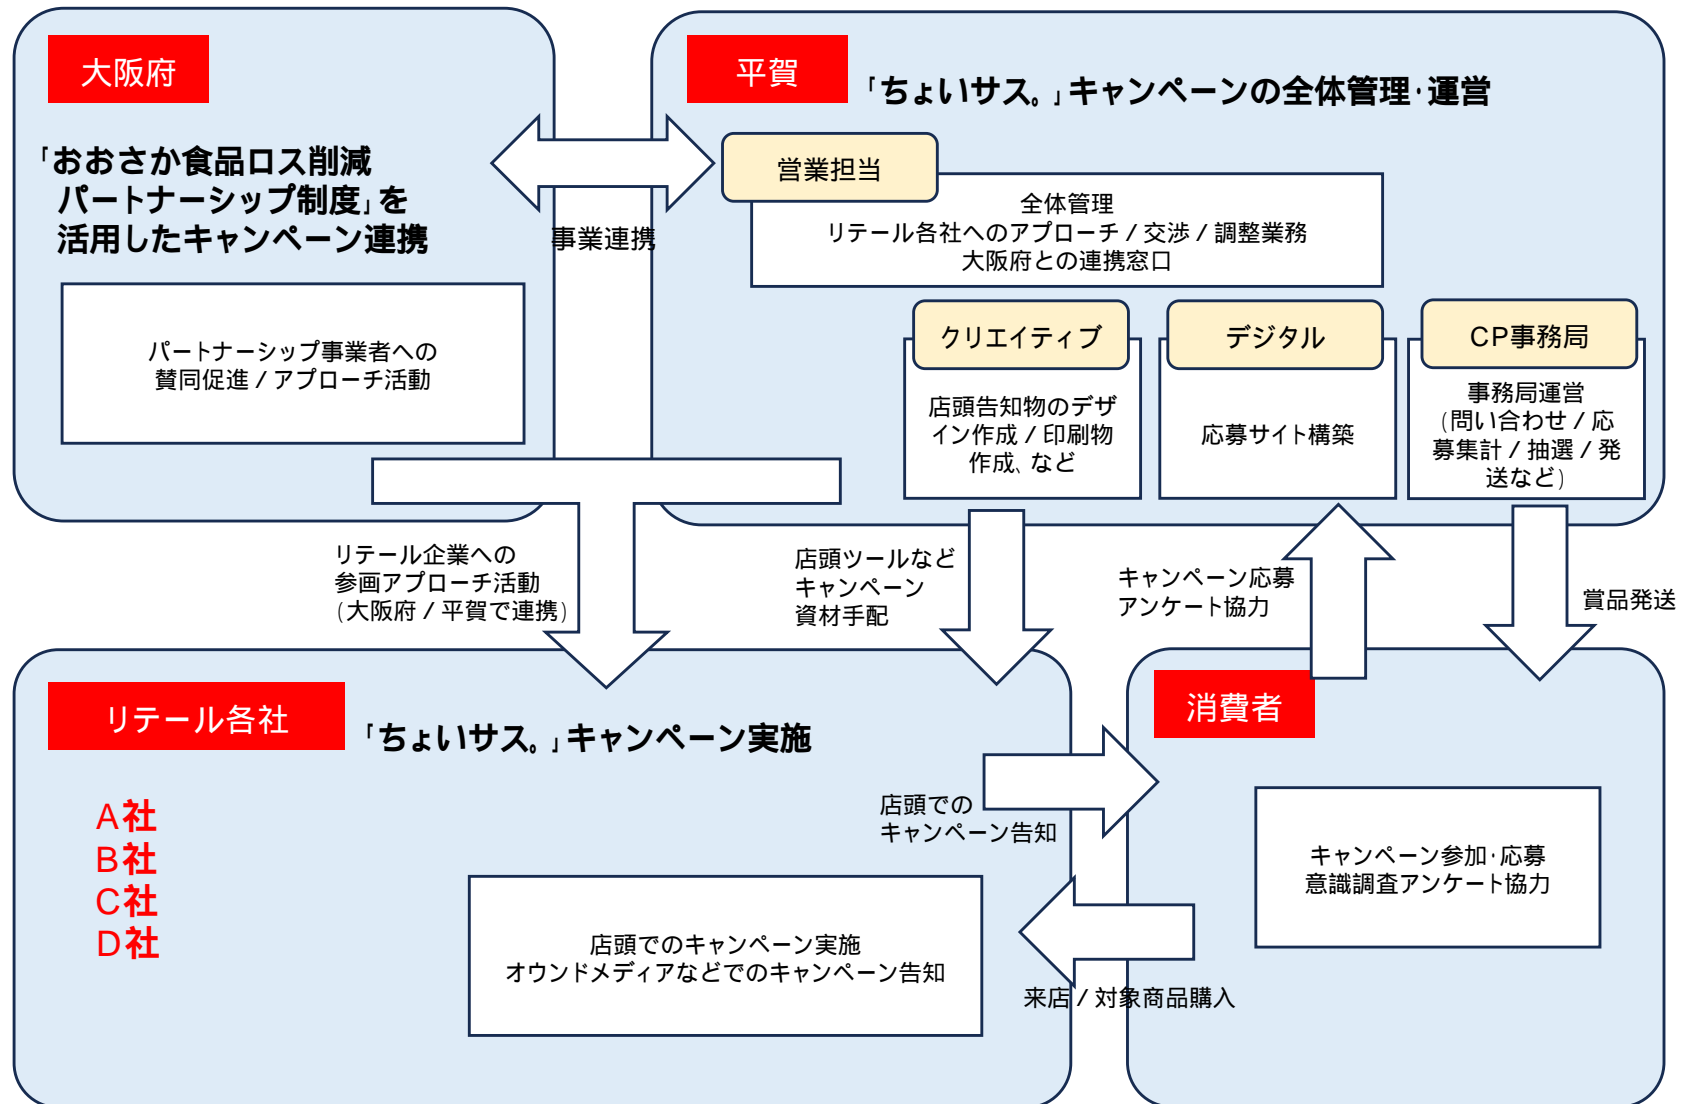 大阪府
「おおさか食品ロス削減
パートナーシップ制度」を
活用したキャンペーン連携
パートナーシップ事業者への
賛同促進 / アプローチ活動
事業連携
平賀
「ちょいサス。」キャンペーンの全体管理・運営
営業担当
全体管理
リテール各社へのアプローチ / 交渉 / 調整業務
大阪府との連携窓口
クリエイティブ
店頭告知物のデザ
イン作成 / 印刷物
作成、など
デジタル
応募サイト構築
CP事務局
事務局運営
(問い合わせ / 応
募集計 / 抽選 / 発
送など)
リテール企業への
参画アプローチ活動
(大阪府 / 平賀で連携)
店頭ツールなど
キャンペーン
資材手配
キャンペーン応募
アンケート協力
賞品発送
リテール各社
「ちょいサス。」キャンペーン実施
A社
B社
C社
D社
店頭でのキャンペーン実施
オウンドメディアなどでのキャンペーン告知
店頭での
キャンペーン告知
来店 / 対象商品購入
消費者
キャンペーン参加・応募
意識調査アンケート協力